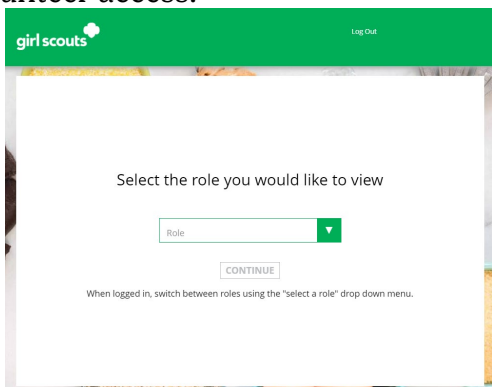 girl scouts
Log Out
Select the role you would like to view
Role
CONTINUE
When logged in, switch between roles using the "select a role" drop down menu.